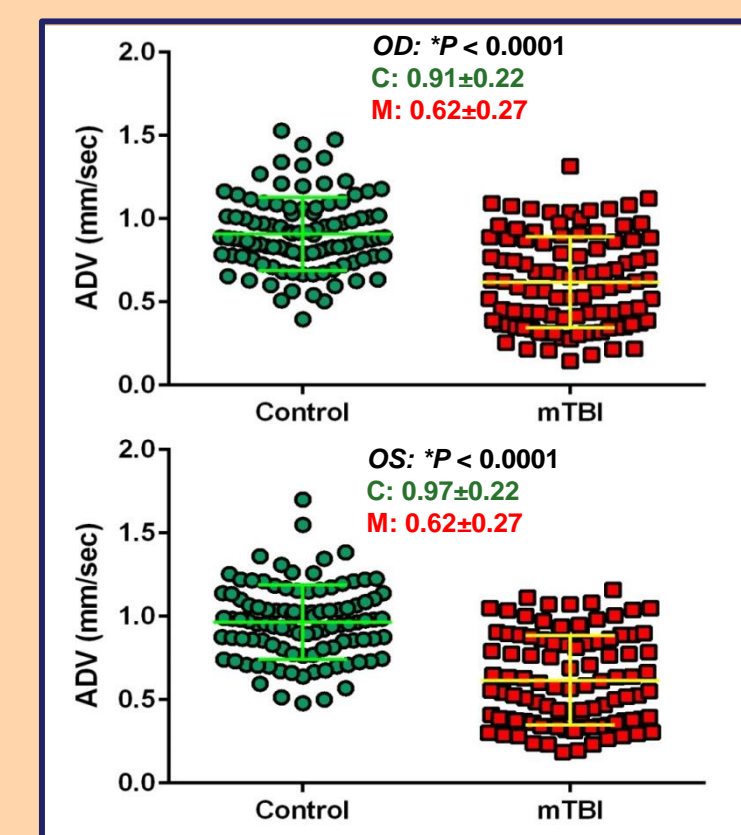 OD: *P < 0.0001
C: 0.91±0.22
M: 0.62±0.27
ADV (mm/sec)
2.0
1.5
1.0
0.5
0.0
Control mTBI
OS: *P < 0.0001
C: 0.97±0.22
M: 0.62±0.27
ADV (mm/sec)
2.0
1.5
1.0
0.5
0.0
Control mTBI